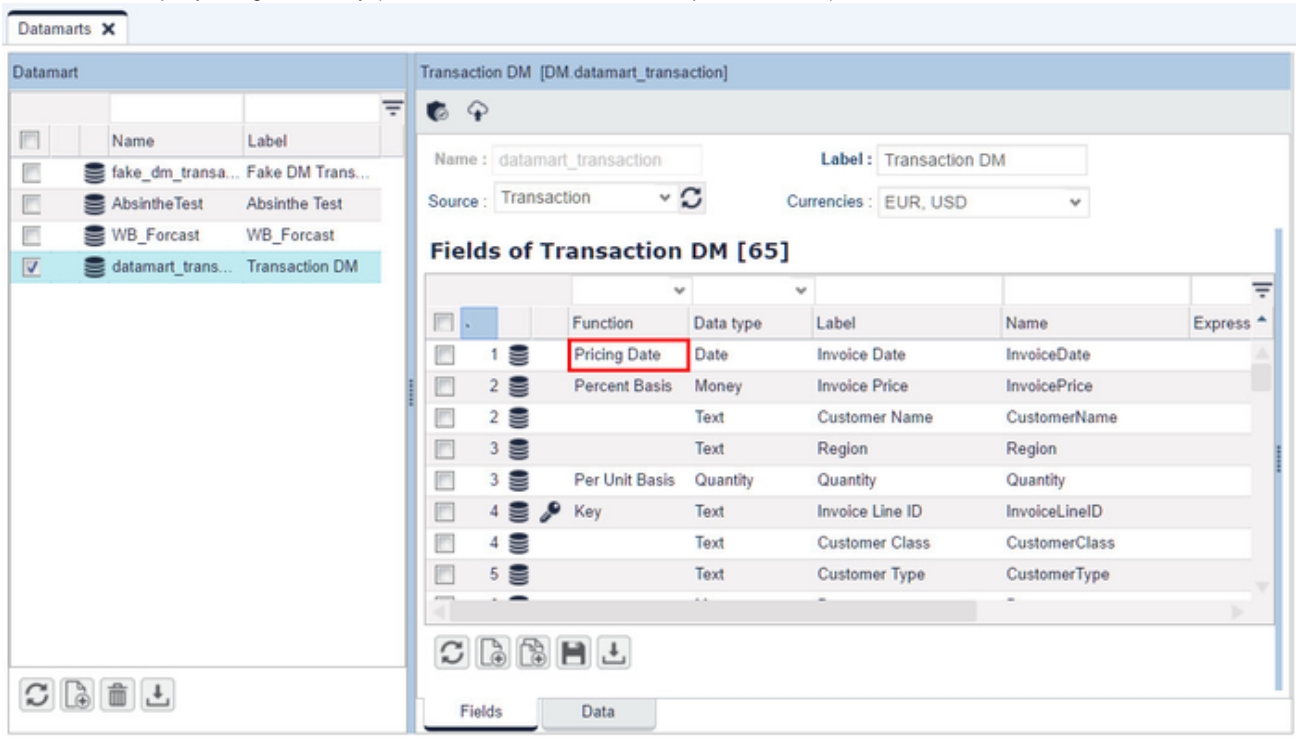 Datamarts
Datamart
Name Label
fake_dm_transa... Fake DM Trans...
AbsintheTest Absinthe Test
WB_Forcast WB_Forcast
datamart_trans... Transaction DM
Transaction DM [DM.datamart_transaction]
Name : datamart_transaction Label : Transaction DM
Source : Transaction Currencies : EUR, USD
Fields of Transaction DM [65]
Function Data type Label Name Express
1 Pricing Date Date Invoice Date InvoiceDate
2 Percent Basis Money Invoice Price InvoicePrice
2 Text Customer Name CustomerName
3 Text Region Region
3 Per Unit Basis Quantity Quantity Quantity
4 Key Text Invoice Line ID InvoiceLineID
4 Text Customer Class CustomerClass
5 Text Customer Type CustomerType
Fields Data